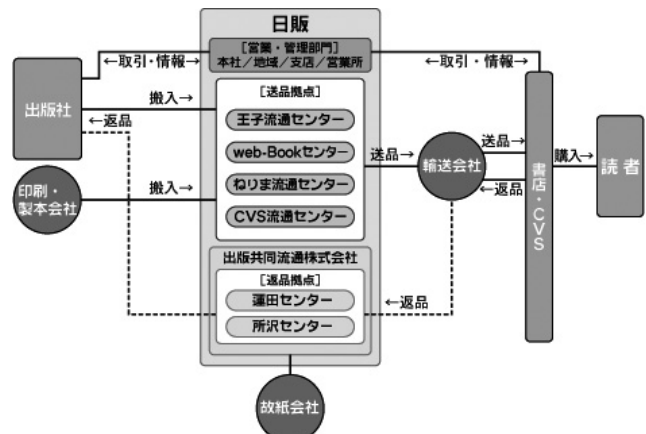 日販
[営業・管理部門]
本社／地域／支店／営業所
←取引・情報→
←取引・情報→
出版社
搬入→
←返品
印刷・
製本会社
搬入→
[送品拠点]
王子流通センター
web-Bookセンター
ねりま流通センター
CVS流通センター
送品→
輸送会社
送品→
←返品
書店・CVS
購入→
読者
出版共同流通株式会社
[返品拠点]
蓮田センター
所沢センター
←返品
故紙会社